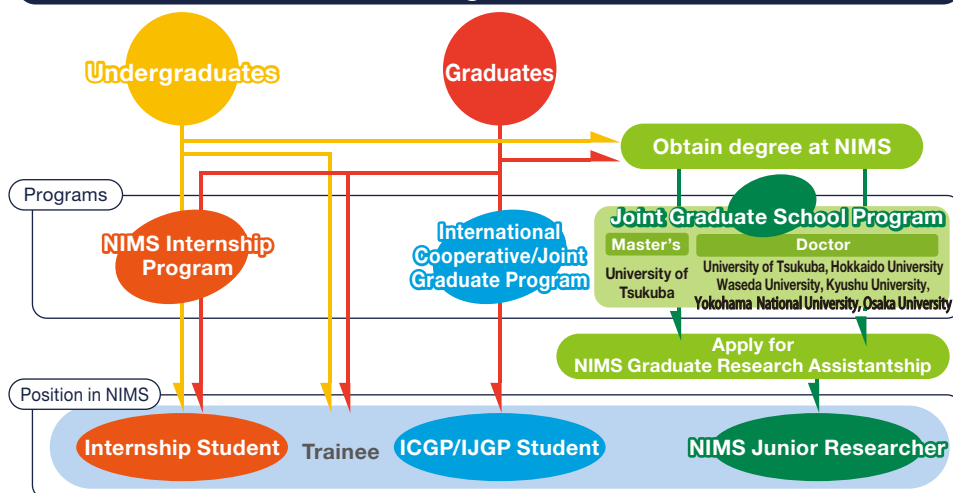 Undergraduates
Graduates
Obtain degree at NIMS
Programs
NIMS Internship
Program
International
Cooperative/Joint
Graduate Program
Joint Graduate School Program
Master's
Doctor
University of
Tsukuba
University of Tsukuba, Hokkaido University
Waseda University, Kyushu University,
Yokohama National University, Osaka University
Apply for
NIMS Graduate Research Assistantship
Position in NIMS
Internship Student
Trainee
ICGP/IJGP Student
NIMS Junior Researcher